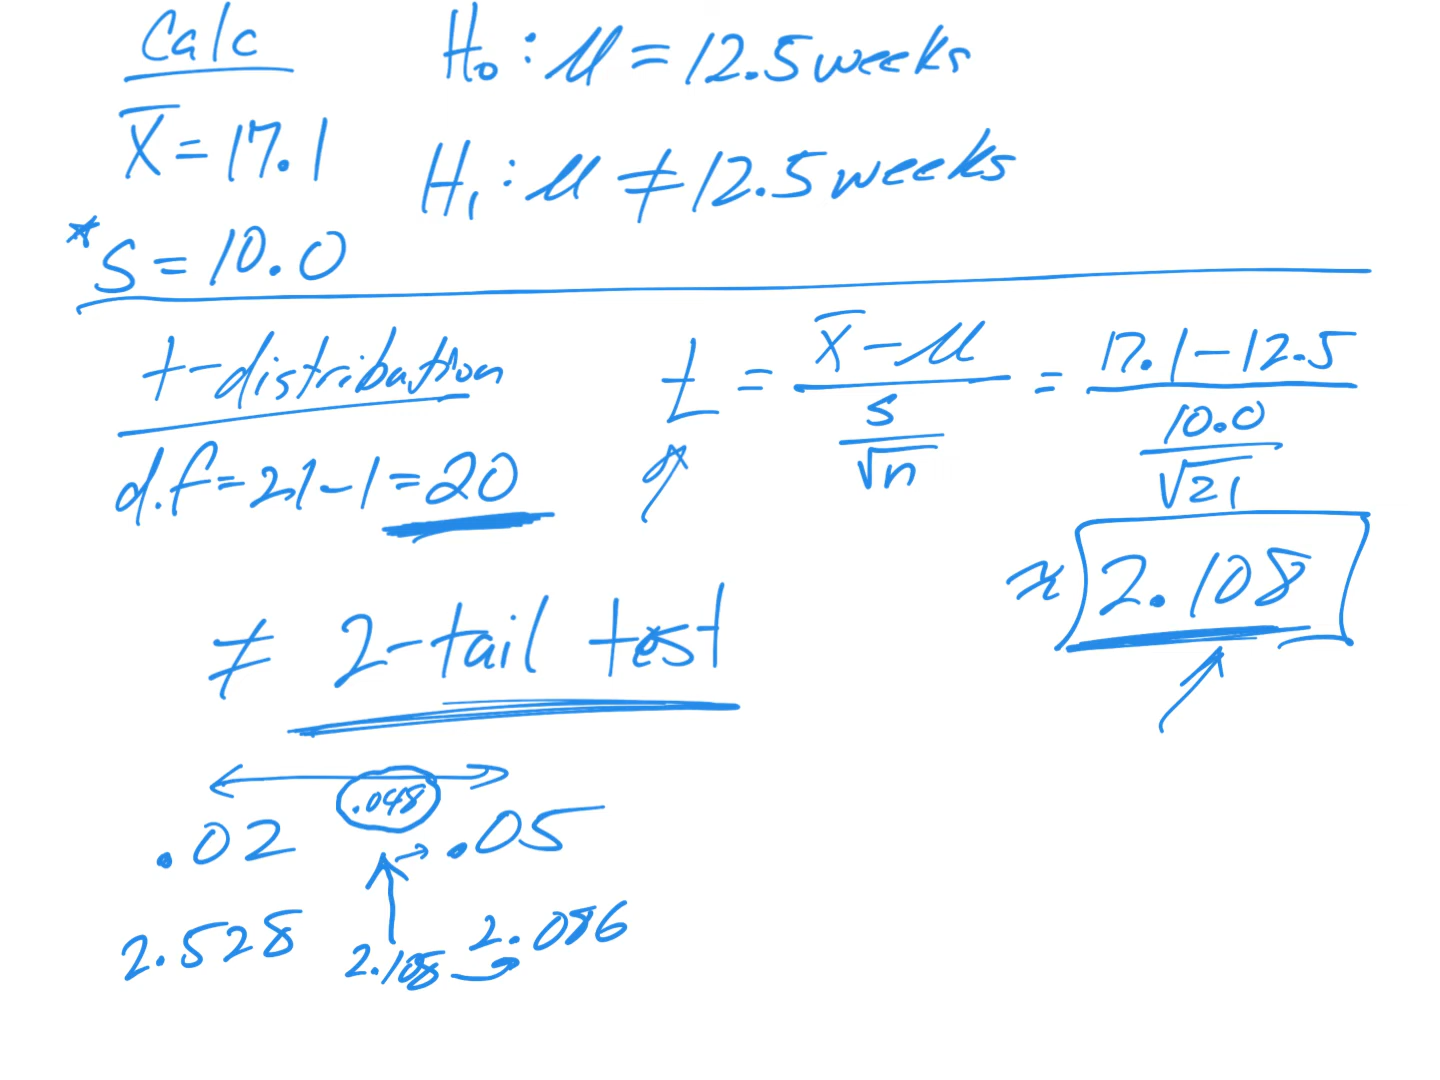 Calc
H₀ : μ = 12.5 weeks
x̄ = 17.1
H₁ : μ ≠ 12.5 weeks
* s = 10.0
t-distribution
t = (x̄ - μ) / (s/√n) = (17.1 - 12.5) / (10.0/√21)
d.f = 21 - 1 = 20
≈ 2.108
≠ 2-tail test
.048
.02 → .05
2.528 2.108 2.086